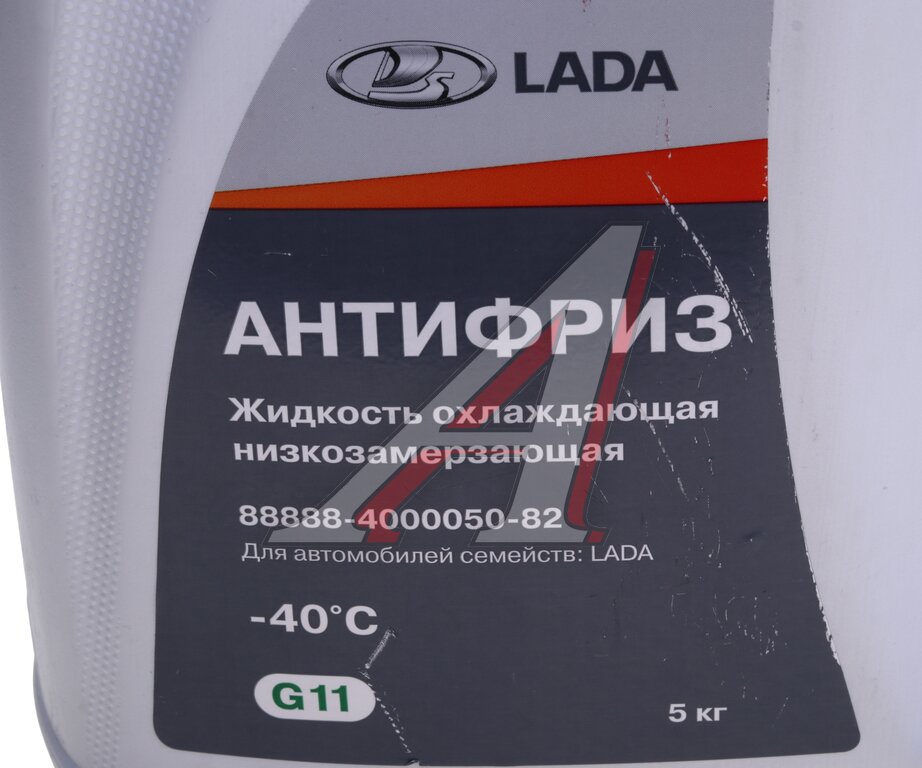 LADA
АНТИФРИЗ
Жидкость охлаждающая
низкозамерзающая
88888-4000050-82
Для автомобилей семейств: LADA
-40°C
G11
5 кг